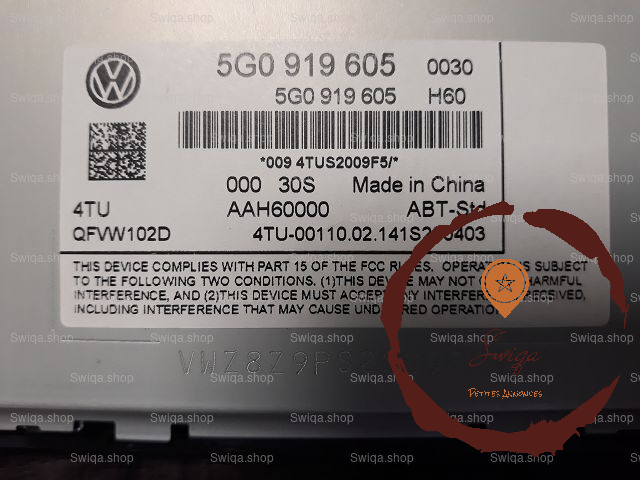 5G0 919 605 0030
5G0 919 605 H60
*009 4TUS2009F5/*
000 30S Made in China
4TU AAH60000 ABT-Std
QFVW102D
THIS DEVICE COMPLIES WITH PART 15 OF THE FCC OPERATION IS SUBJECT
TO THE FOLLOWING TWO CONDITIONS. (1)THIS DEVICE MAY NOT HARMFUL
INTERFERENCE, AND (2)THIS DEVICE MUST ACCEPT ANY
INCLUDING INTERFERENCE THAT MAY CAUSE OPERATION
Swiqa
PETITES ANNONCES
Swiqa.shop